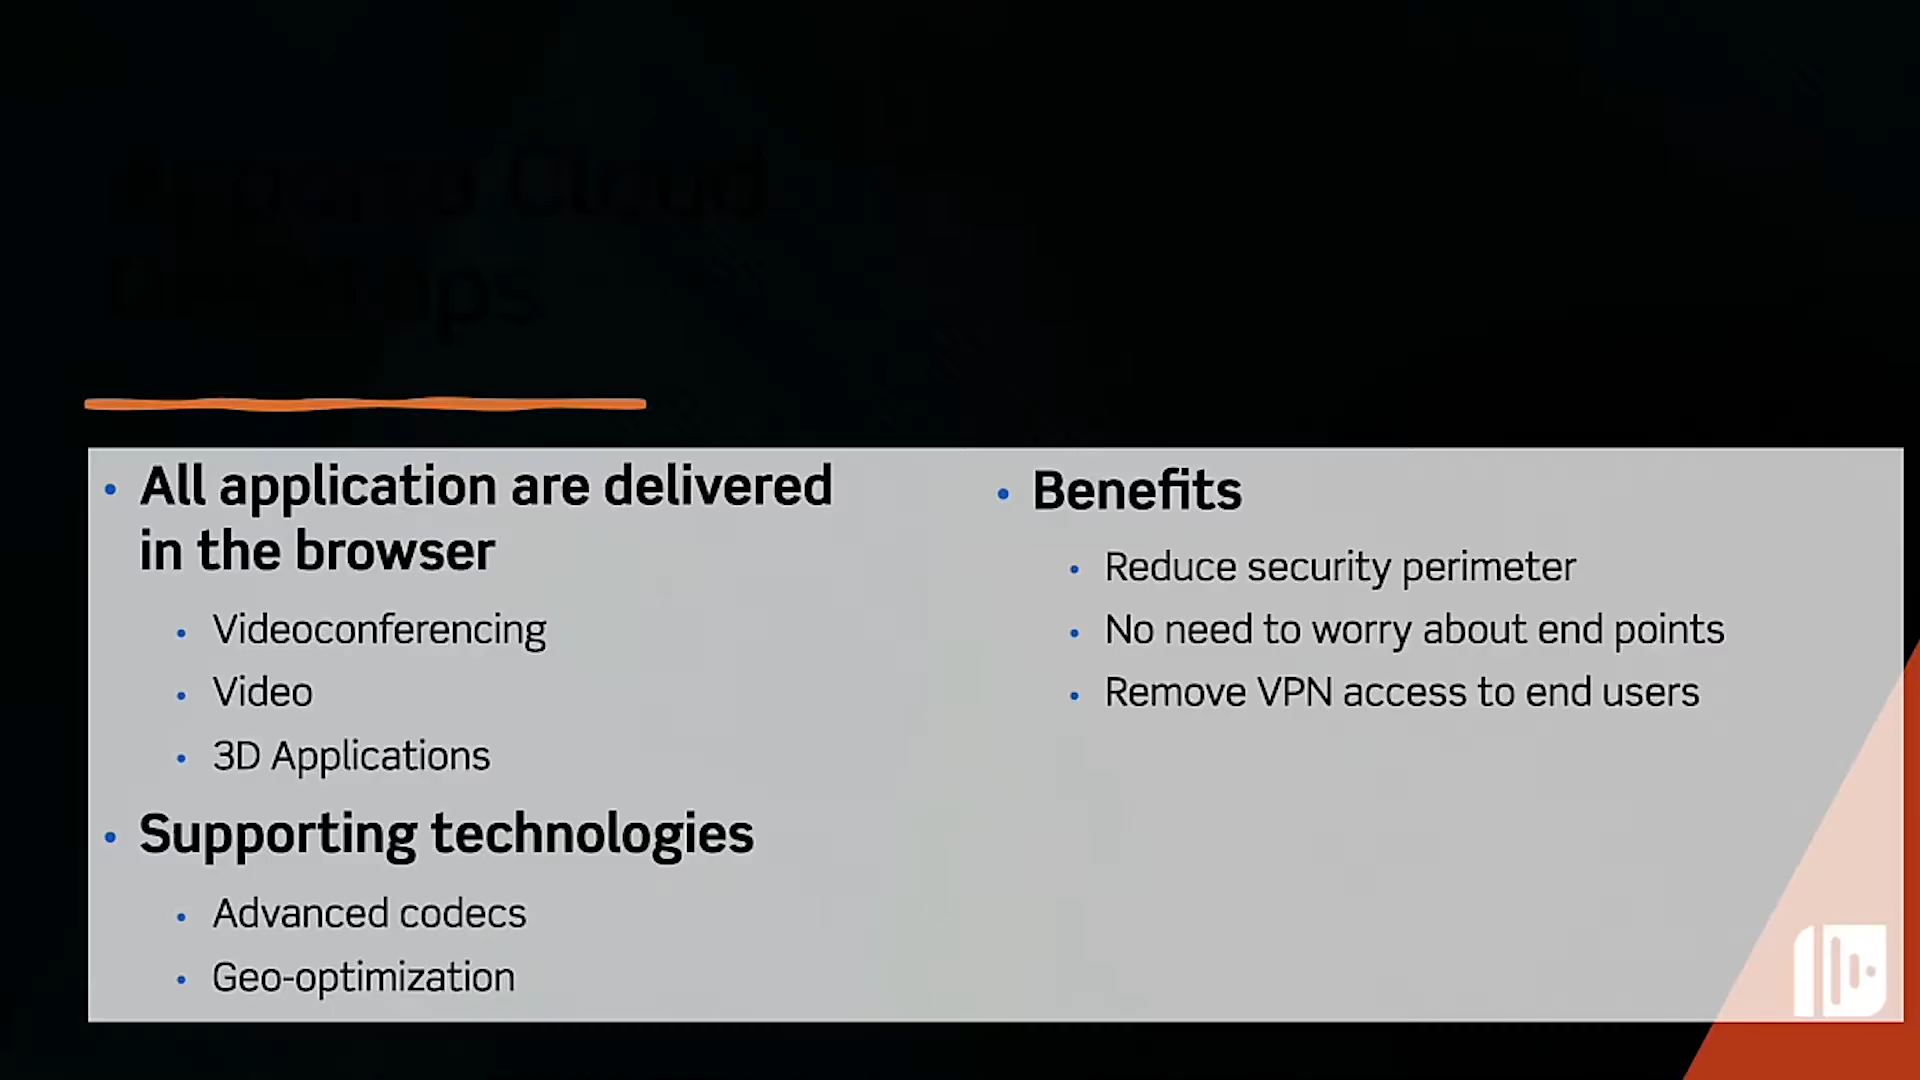 Cloud
All application are delivered
in the browser
Videoconferencing
Video
3D Applications
Supporting technologies
Advanced codecs
Geo-optimization
Benefits
Reduce security perimeter
No need to worry about end points
Remove VPN access to end users